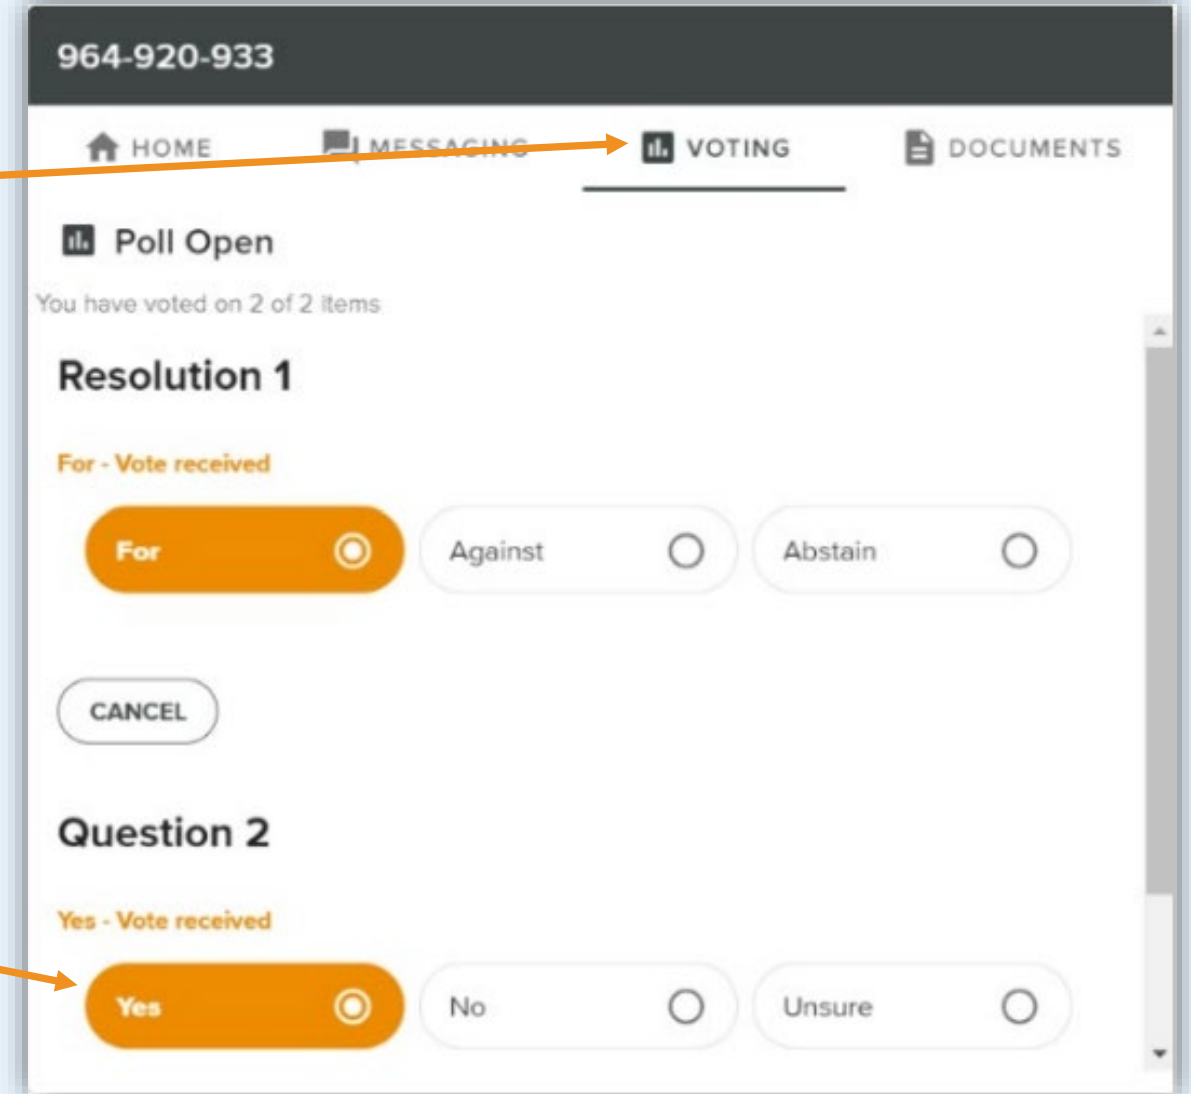 964-920-933
HOME MESSAGING VOTING DOCUMENTS
Poll Open
You have voted on 2 of 2 items
Resolution 1
For - Vote received
For Against Abstain
CANCEL
Question 2
Yes - Vote received
Yes No Unsure